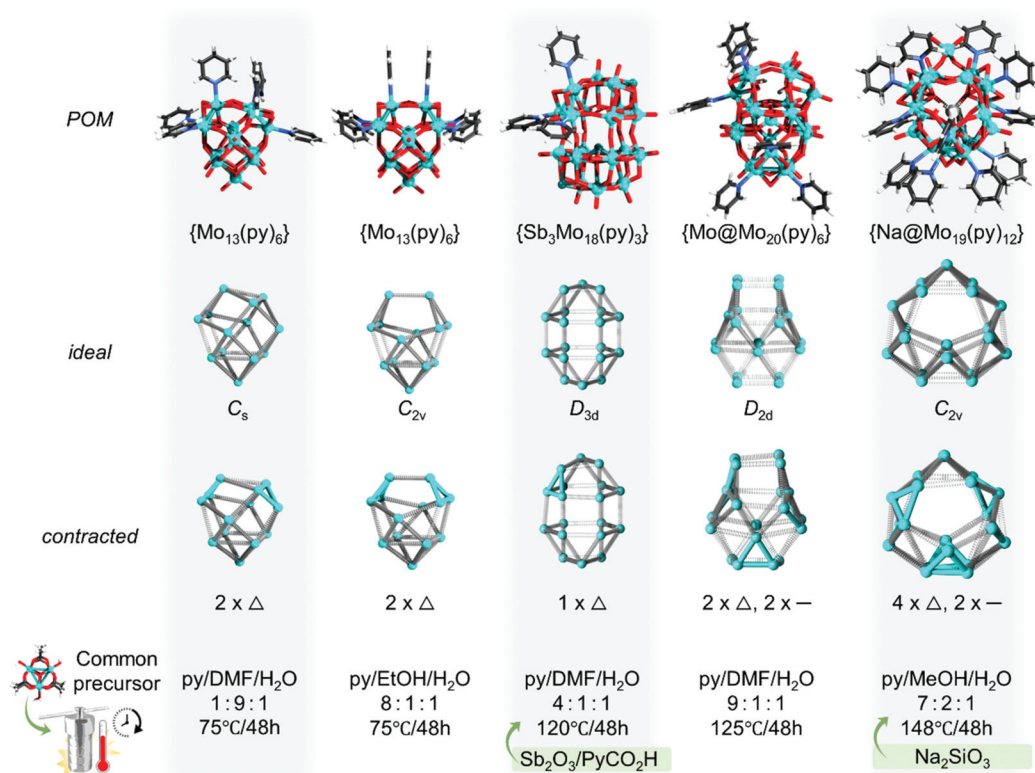 POM
{Mo₁₃(py)₆} {Mo₁₃(py)₆} {Sb₃Mo₁₈(py)₃} {Mo@Mo₂₀(py)₆} {Na@Mo₁₉(py)₁₂}
ideal
Cₛ C₂ᵥ D₃d D₂d C₂ᵥ
contracted
2 x △ 2 x △ 1 x △ 2 x △, 2 x – 4 x △, 2 x –
Common
precursor
py/DMF/H₂O py/EtOH/H₂O py/DMF/H₂O py/DMF/H₂O py/MeOH/H₂O
1 : 9 : 1 8 : 1 : 1 4 : 1 : 1 9 : 1 : 1 7 : 2 : 1
75℃/48h 75℃/48h 120℃/48h 125℃/48h 148℃/48h
Sb₂O₃/PyCO₂H Na₂SiO₃